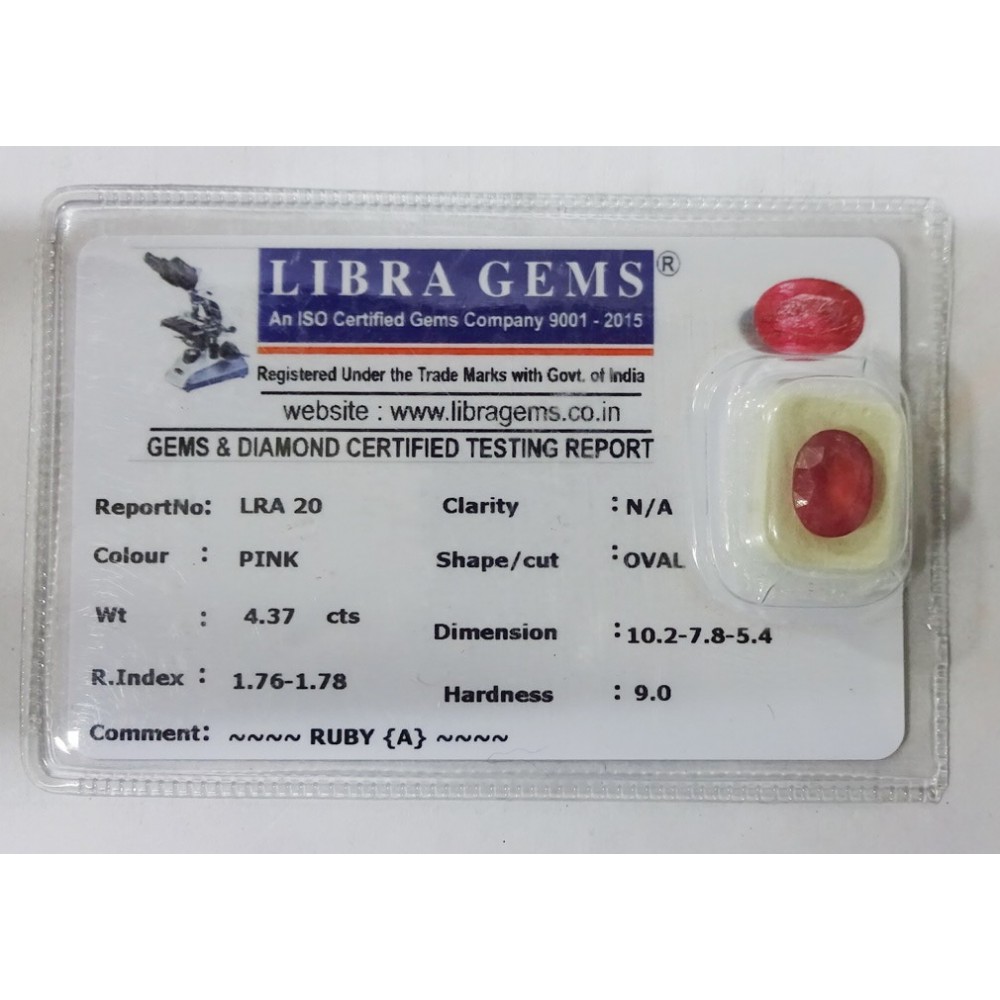 LIBRA GEMS ®
An ISO Certified Gems Company 9001 - 2015
Registered Under the Trade Marks with Govt. of India
website : www.libragems.co.in
GEMS & DIAMOND CERTIFIED TESTING REPORT
ReportNo: LRA 20 Clarity : N/A
Colour : PINK Shape/cut : OVAL
Wt : 4.37 cts Dimension : 10.2-7.8-5.4
R.Index : 1.76-1.78 Hardness : 9.0
Comment: ~~~~ RUBY {A} ~~~~